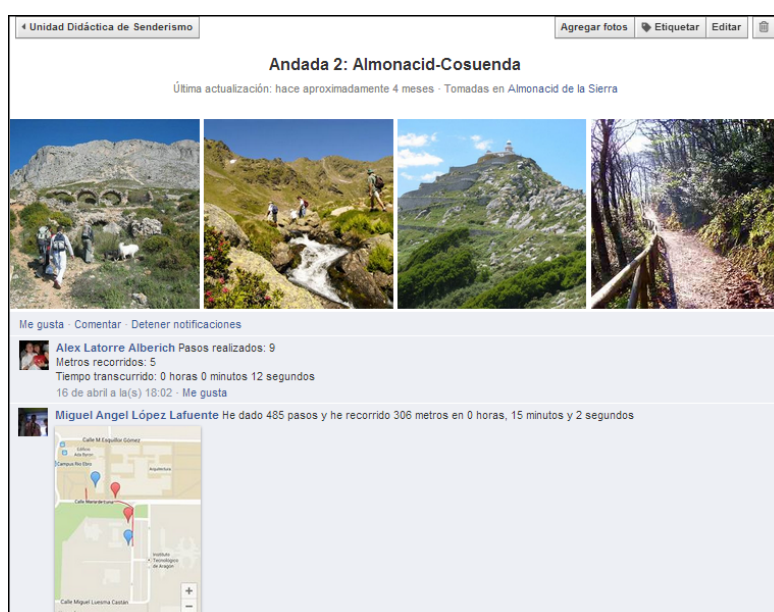 Unidad Didáctica de Senderismo
Agregar fotos Etiquetar Editar
Andada 2: Almonacid-Cosuenda
Última actualización: hace aproximadamente 4 meses · Tomadas en Almonacid de la Sierra
Me gusta · Comentar · Detener notificaciones
Alex Latorre Alberich Pasos realizados: 9
Metros recorridos: 5
Tiempo transcurrido: 0 horas 0 minutos 12 segundos
16 de abril a la(s) 18:02 · Me gusta
Miguel Angel López Lafuente He dado 485 pasos y he recorrido 306 metros en 0 horas, 15 minutos y 2 segundos
Calle M Esquillor Gómez
Edificio
Ada Byron
Campus Río Ebro
Arquitectura
Calle María de Luna
Instituto
Tecnológico
de Aragón
+
−
Calle Miguel Luesma Castán